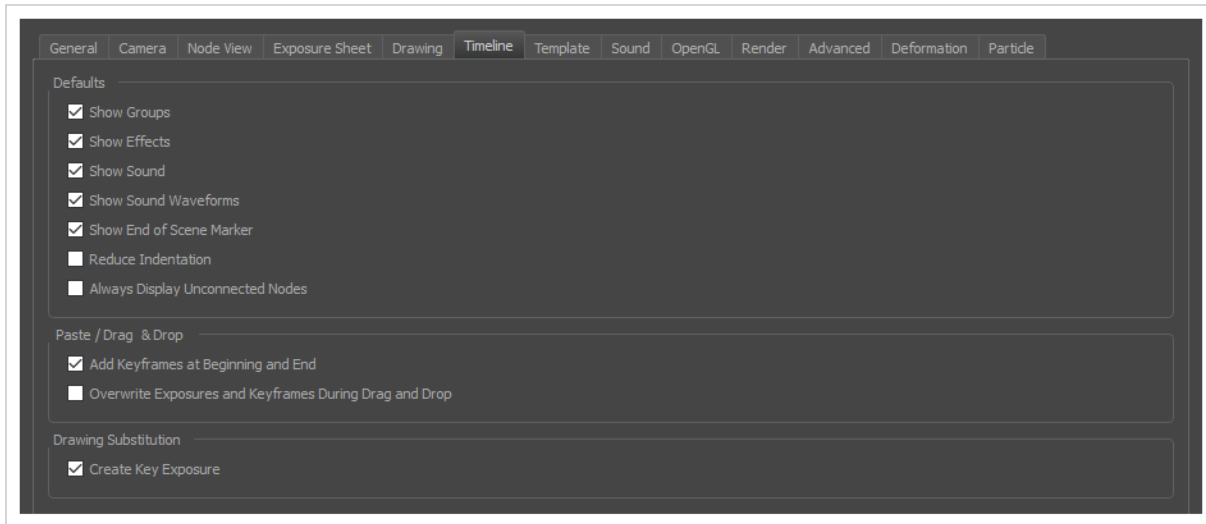 General Camera Node View Exposure Sheet Drawing Timeline Template Sound OpenGL Render Advanced Deformation Particle
Defaults
Show Groups
Show Effects
Show Sound
Show Sound Waveforms
Show End of Scene Marker
Reduce Indentation
Always Display Unconnected Nodes
Paste / Drag & Drop
Add Keyframes at Beginning and End
Overwrite Exposures and Keyframes During Drag and Drop
Drawing Substitution
Create Key Exposure